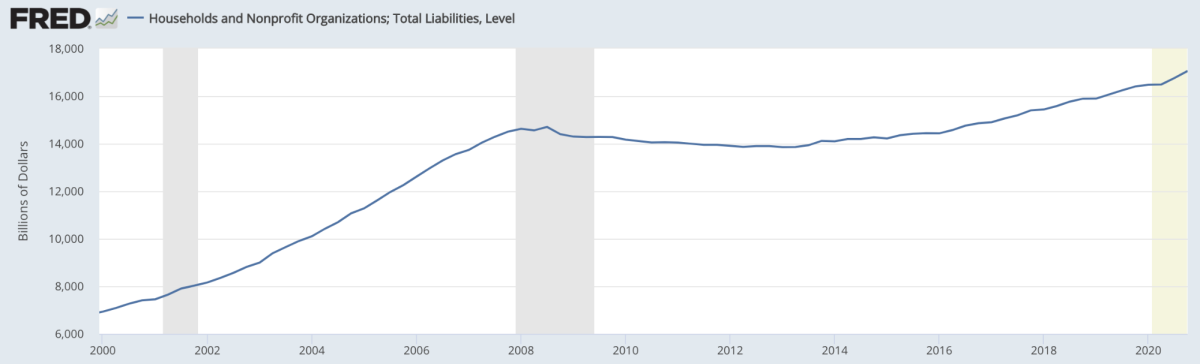 FRED
Households and Nonprofit Organizations; Total Liabilities, Level
Billions of Dollars
18,000
16,000
14,000
12,000
10,000
8,000
6,000
2000 2002 2004 2006 2008 2010 2012 2014 2016 2018 2020